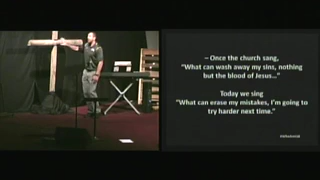 – Once the church sang,
“What can wash away my sins, nothing
but the blood of Jesus…”
Today we sing
“What can erase my mistakes, I’m going to
try harder next time.”